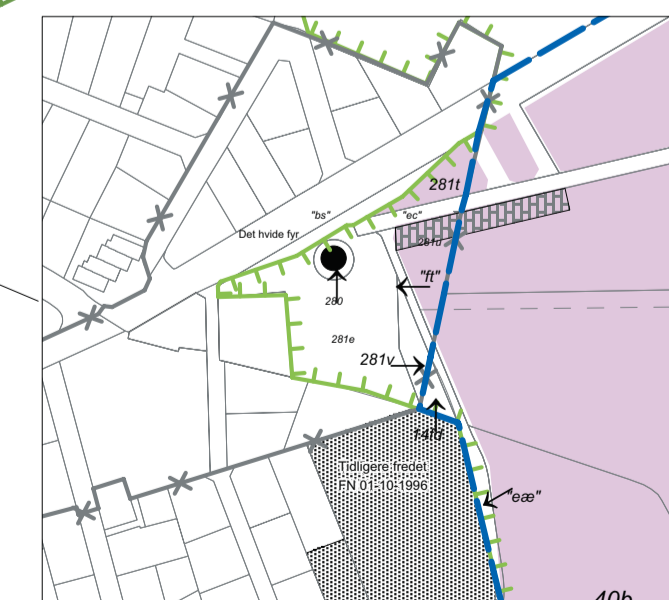 281t
"bs"
"ec"
Det hvide fyr
281u
"ft"
280
281e
281v
14fd
Tidligere fredet
FN 01-10-1996
"eæ"
40b